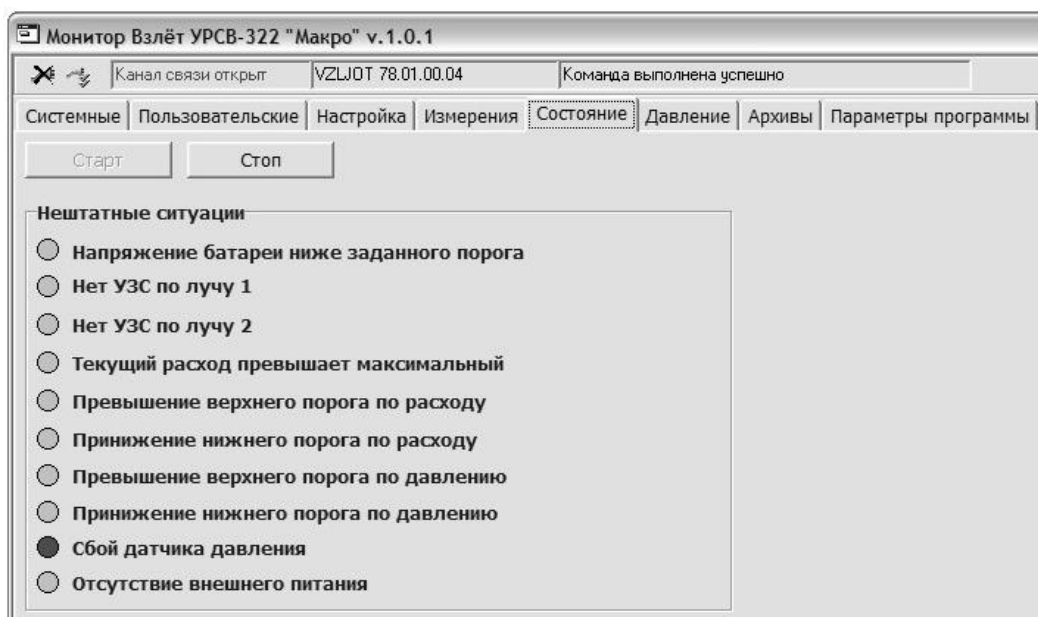 Монитор Взлёт УРСВ-322 "Макро" v.1.0.1
Канал связи открыт VZLJOT 78.01.00.04 Команда выполнена успешно
Системные Пользовательские Настройка Измерения Состояние Давление Архивы Параметры программы
Старт Стоп
Нештатные ситуации
Напряжение батареи ниже заданного порога
Нет УЗС по лучу 1
Нет УЗС по лучу 2
Текущий расход превышает максимальный
Превышение верхнего порога по расходу
Принижение нижнего порога по расходу
Превышение верхнего порога по давлению
Принижение нижнего порога по давлению
Сбой датчика давления
Отсутствие внешнего питания